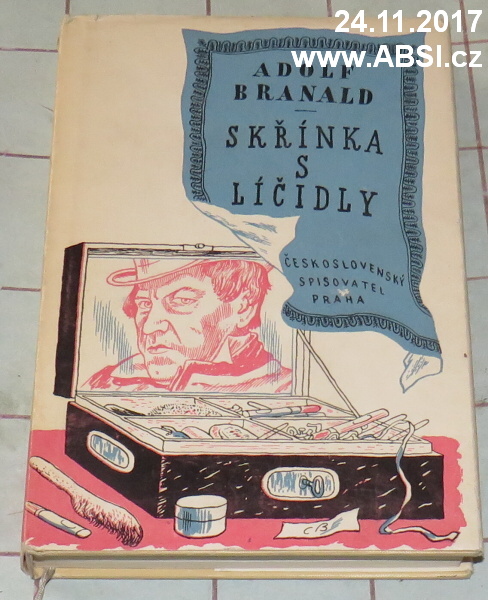 24.11.2017
www.ABSI.cz
ADOLF
BRANALD
SKŘÍNKA
S
LÍČIDLY
ČESKOSLOVENSKÝ
SPISOVATEL
PRAHA